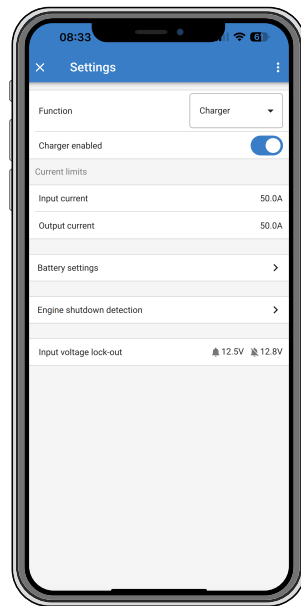 08:33
Settings
Function Charger
Charger enabled
Current limits
Input current 50.0A
Output current 50.0A
Battery settings
Engine shutdown detection
Input voltage lock-out 12.5V 12.8V